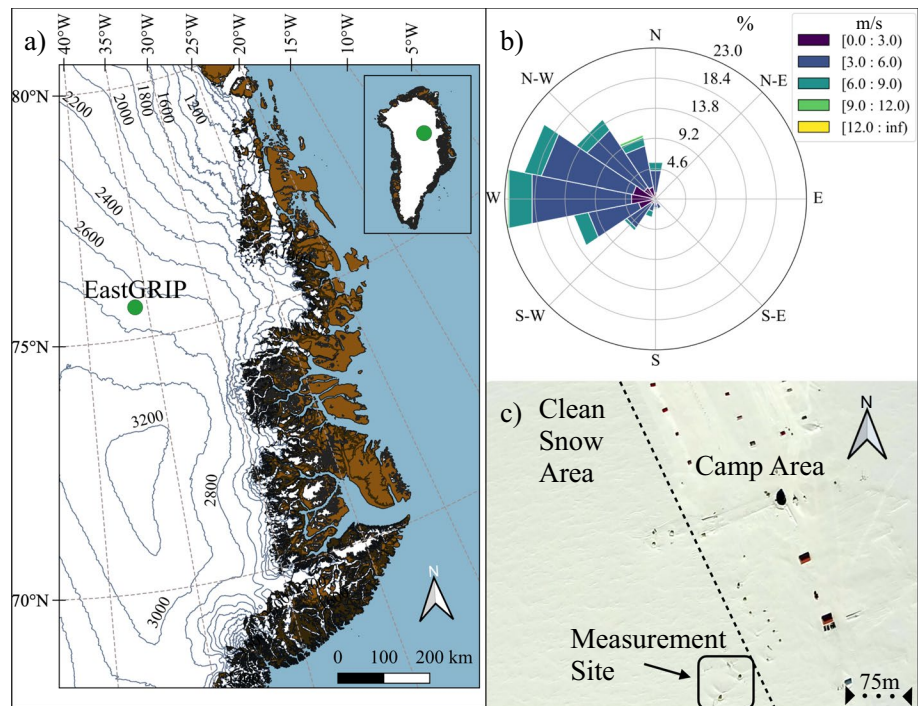 a)
40°W
35°W
30°W
25°W
20°W
15°W
10°W
5°W
80°N
75°N
70°N
2200
2000
1800
1600
1200
2400
2600
EastGRIP
3200
2800
3000
N
0 100 200 km
b)
%
N
N-E
E
S-E
S
S-W
W
N-W
23.0
18.4
13.8
9.2
4.6
m/s
[0.0 : 3.0)
[3.0 : 6.0)
[6.0 : 9.0)
[9.0 : 12.0)
[12.0 : inf)
c)
Clean
Snow
Area
Camp Area
N
Measurement
Site
75m